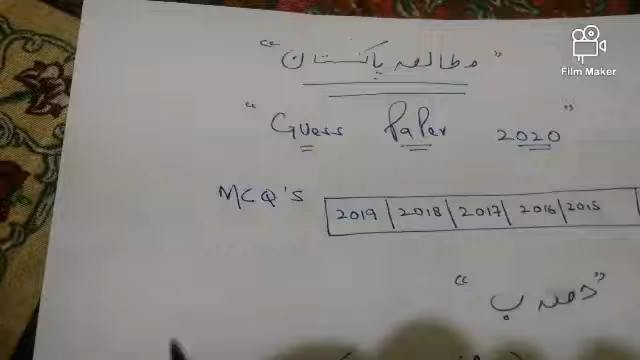 "مطالعہ پاکستان"
Film Maker
"Guess PaPer 2020"
MCQ'S 2019 2018 2017 2016 2015
"حصہ ب"